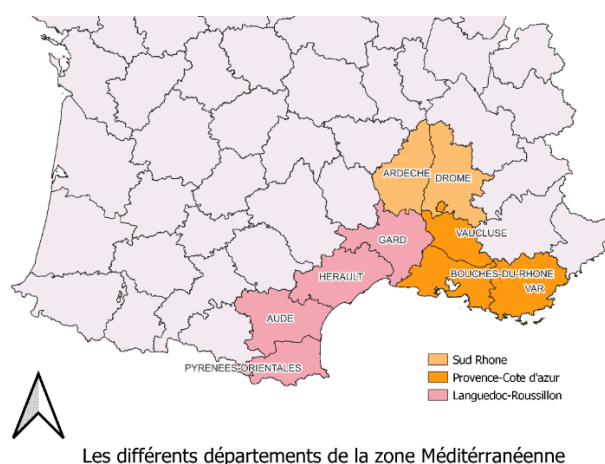 ARDECHE
DROME
VAUCLUSE
GARD
BOUCHES-DU-RHONE
HERAULT
VAR
AUDE
PYRENEES-ORIENTALES
Sud Rhone
Provence-Cote d'azur
Languedoc-Roussillon
Les différents départements de la zone Méditérranéenne